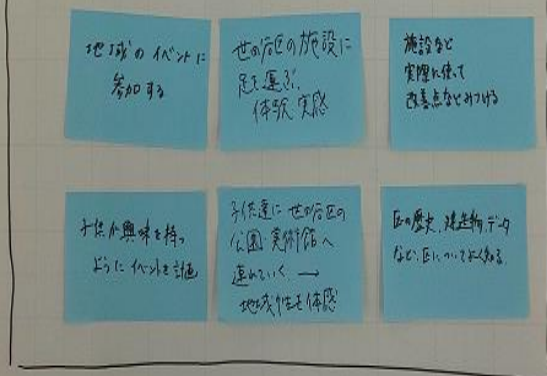 地域のイベントに
参加する
世田谷区の施設に
足を運ぶ、
体験、実感
施設など
実際に使って
改善点などみつける
子供が興味を持つ
ようにイベントを計画
子供達に世田谷区の
公園、美術館へ
連れていく →
地域性を体感
区の歴史、建造物、データ
など、区についてよく知る。